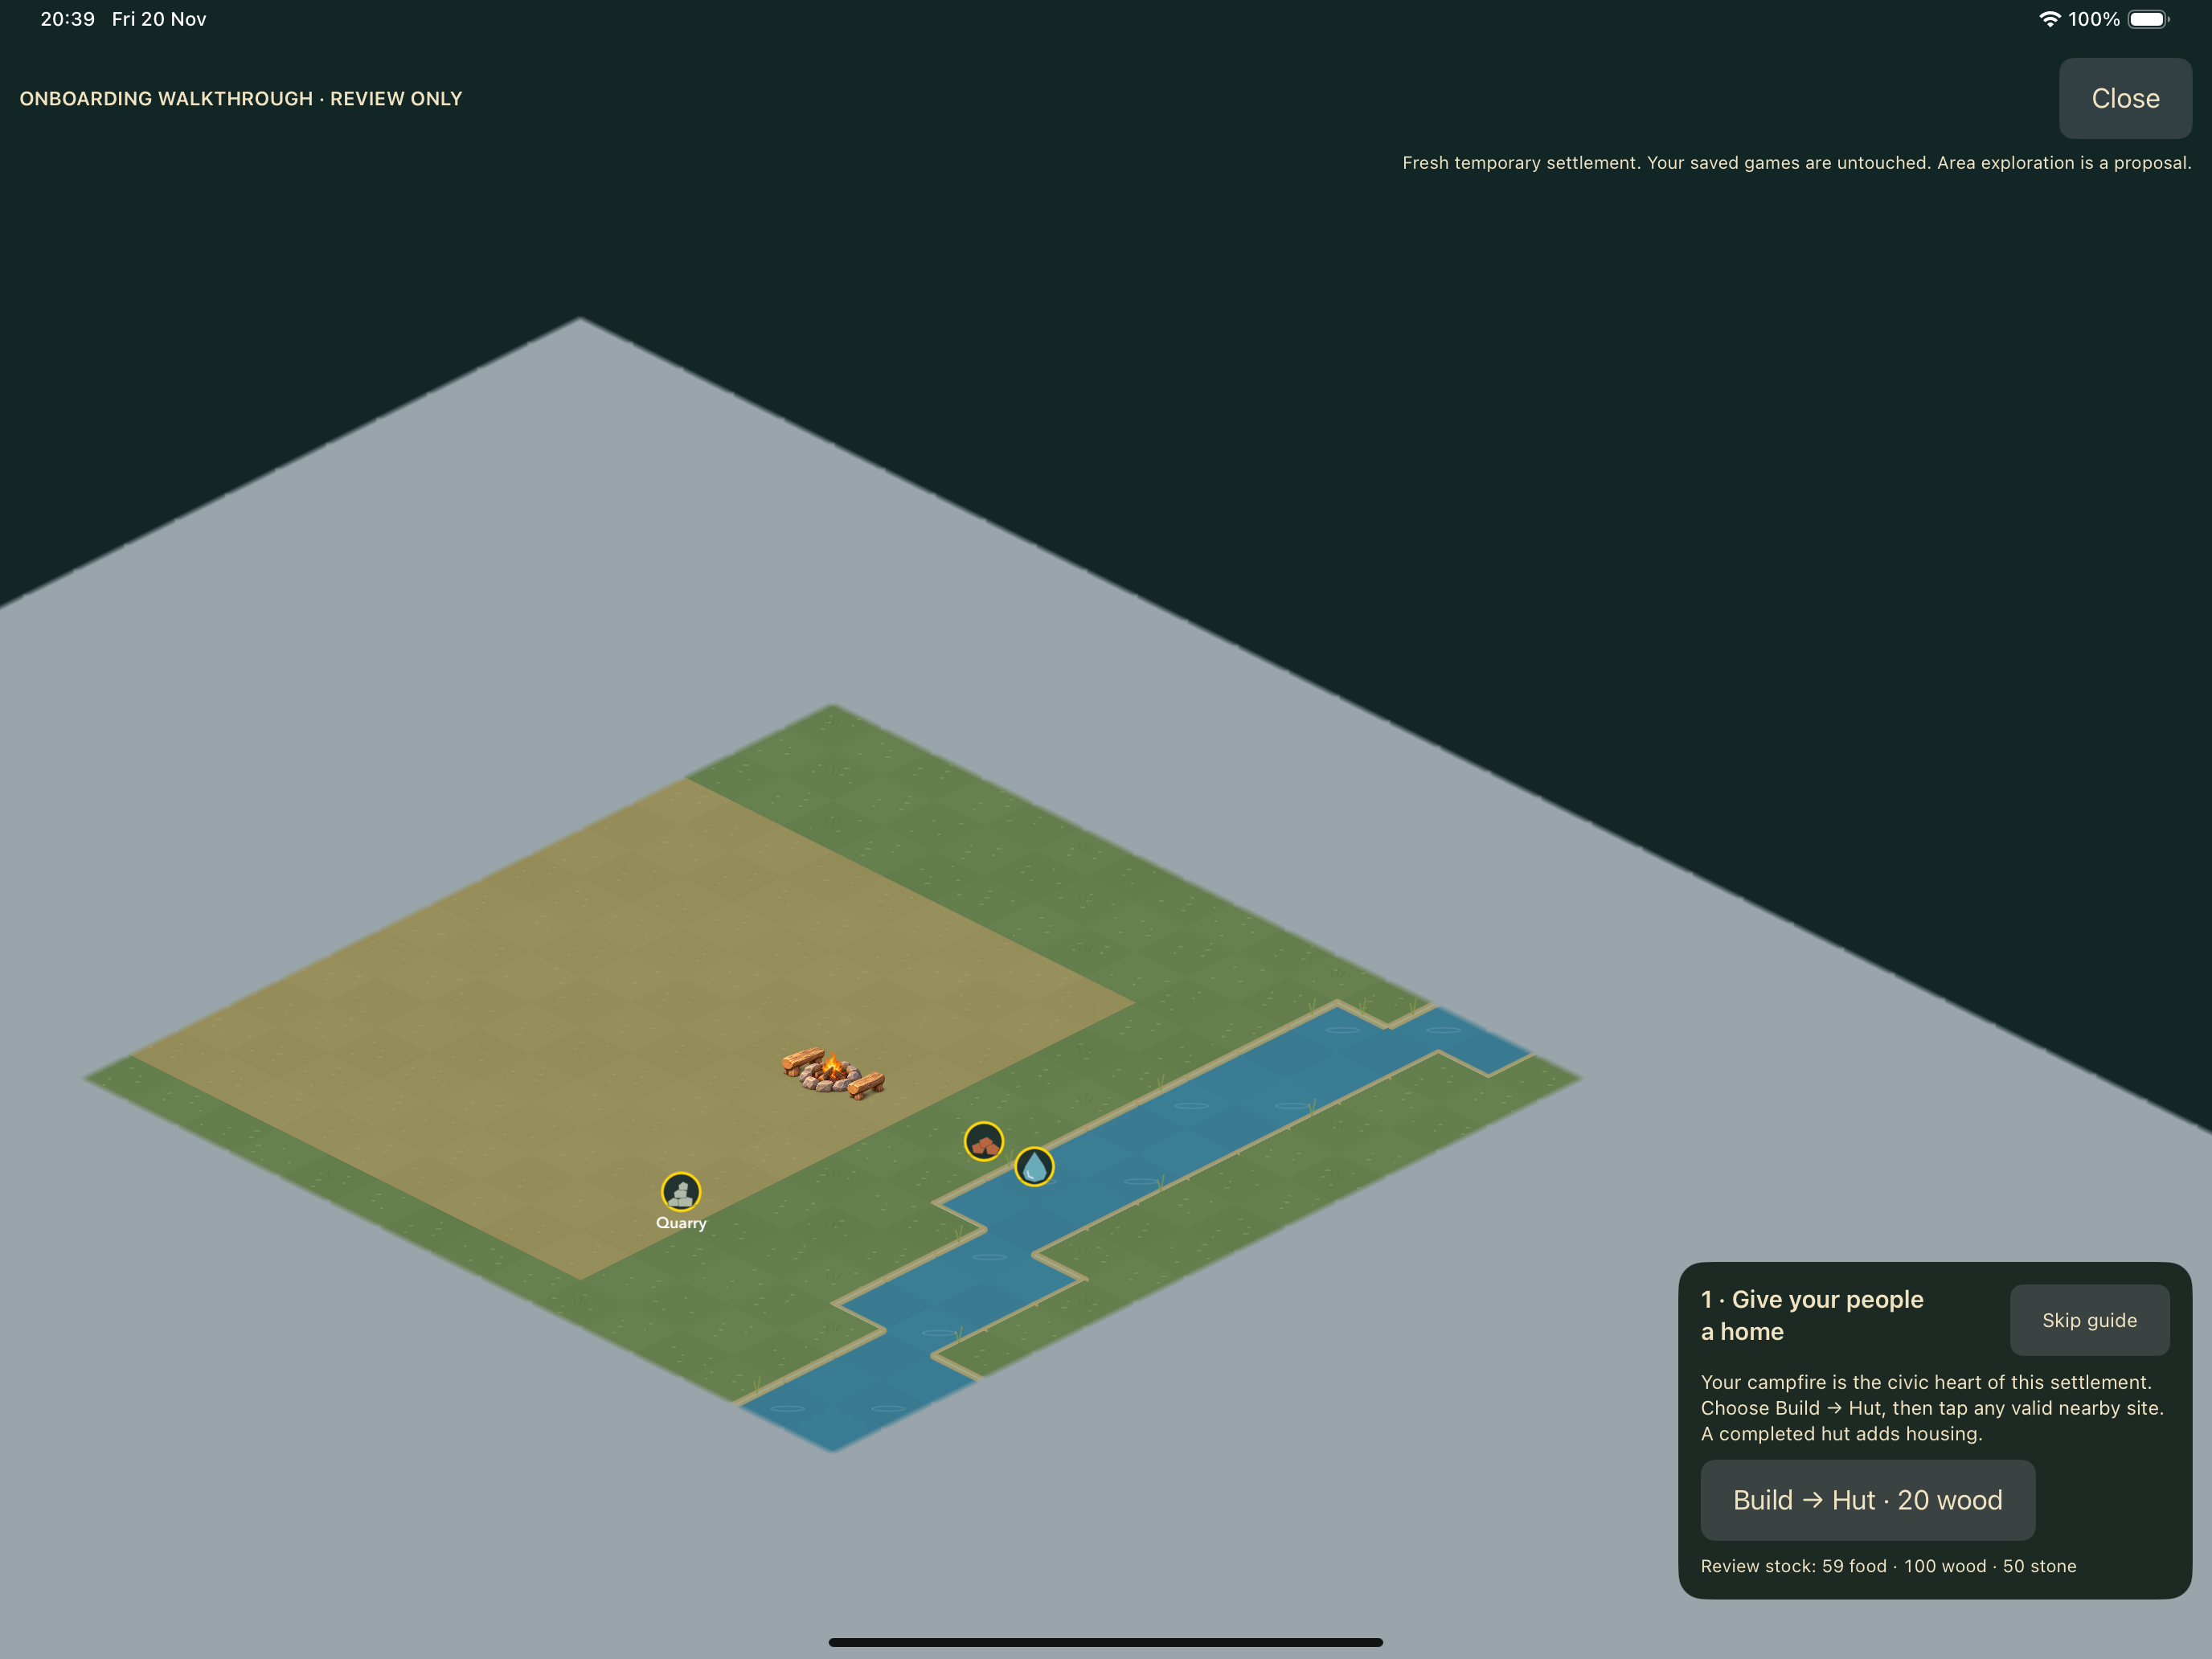 20:39 Fri 20 Nov
100%
ONBOARDING WALKTHROUGH · REVIEW ONLY
Close
Fresh temporary settlement. Your saved games are untouched. Area exploration is a proposal.
Quarry
1 · Give your people
a home
Skip guide
Your campfire is the civic heart of this settlement.
Choose Build → Hut, then tap any valid nearby site.
A completed hut adds housing.
Build → Hut · 20 wood
Review stock: 59 food · 100 wood · 50 stone